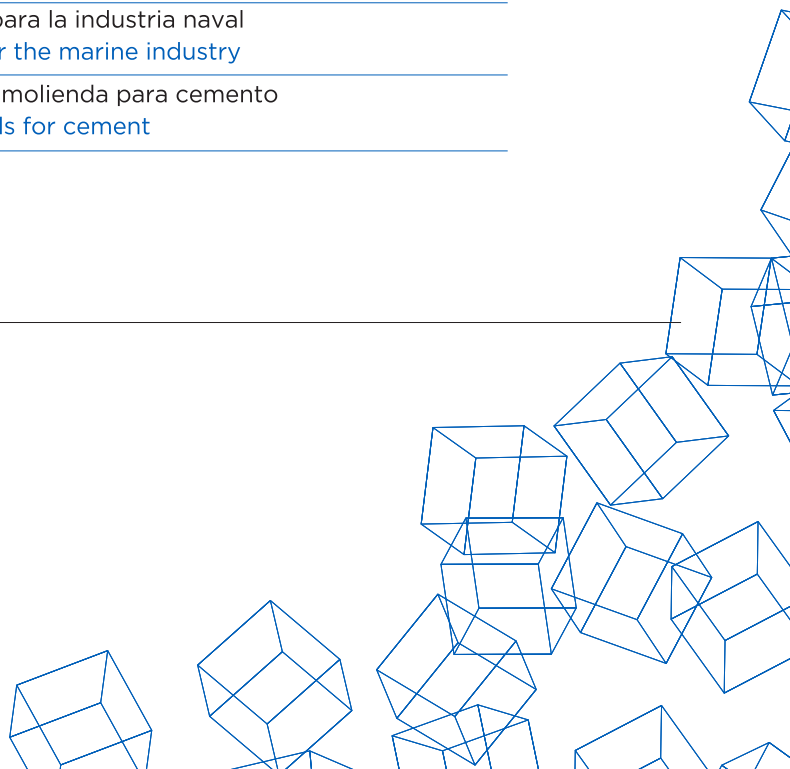 para la industria naval
r the marine industry
molienda para cemento
ls for cement